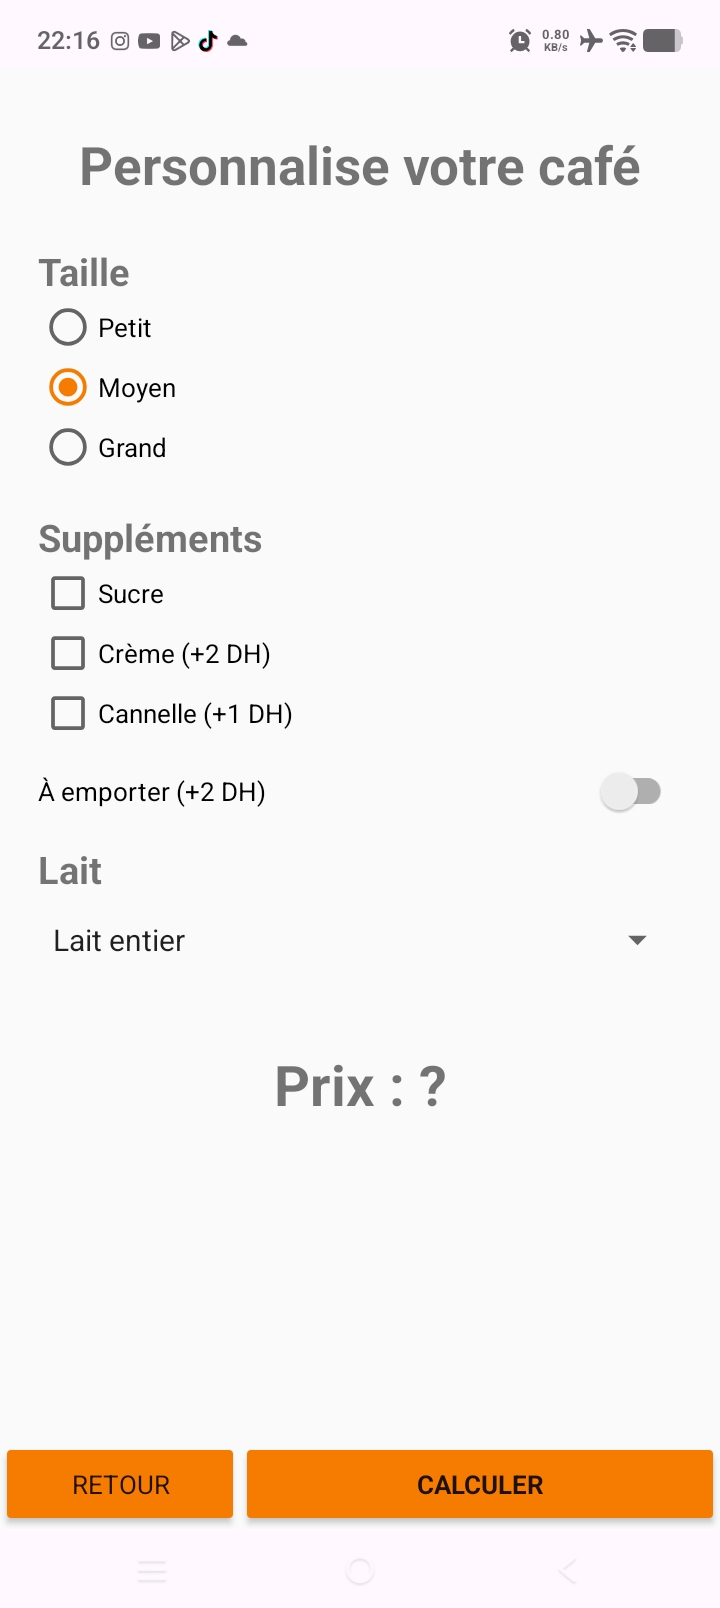 22:16
0.80
KB/s
Personnalise votre café
Taille
Petit
Moyen
Grand
Suppléments
Sucre
Crème (+2 DH)
Cannelle (+1 DH)
À emporter (+2 DH)
Lait
Lait entier
Prix : ?
RETOUR
CALCULER